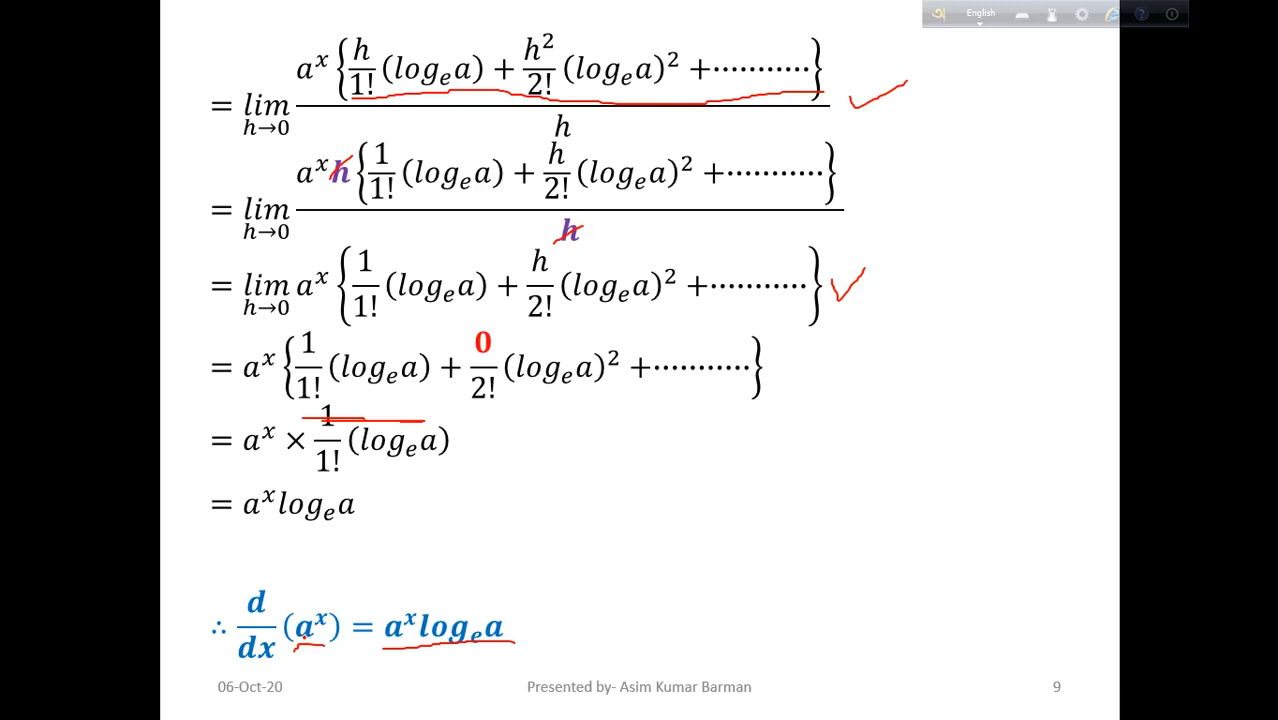 English
= lim_{h→0} a^x {h/1! (log_e a) + h^2/2! (log_e a)^2 +···········} / h
= lim_{h→0} a^x h {1/1! (log_e a) + h/2! (log_e a)^2 +···········} / h
= lim_{h→0} a^x {1/1! (log_e a) + h/2! (log_e a)^2 +···········}
= a^x {1/1! (log_e a) + 0/2! (log_e a)^2 +···········}
= a^x × 1/1! (log_e a)
= a^x log_e a
∴ d/dx (a^x) = a^x log_e a
06-Oct-20 Presented by- Asim Kumar Barman 9